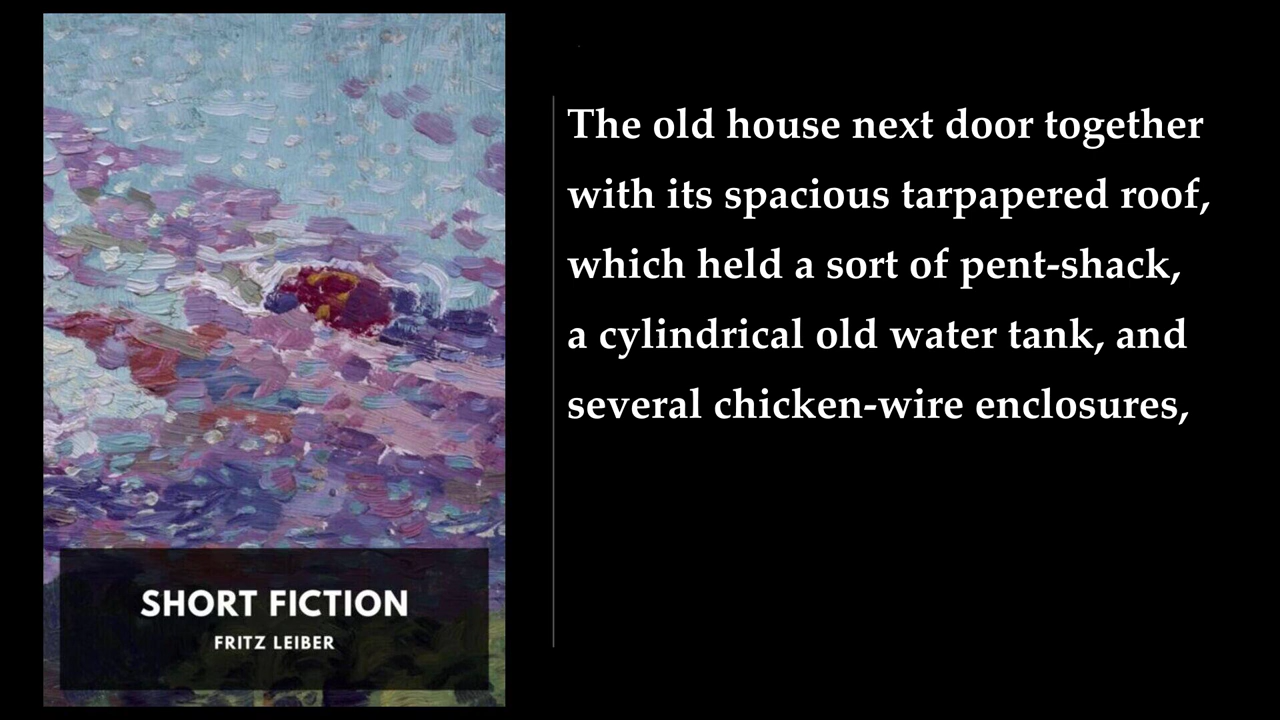 SHORT FICTION
FRITZ LEIBER
The old house next door together
with its spacious tarpapered roof,
which held a sort of pent-shack,
a cylindrical old water tank, and
several chicken-wire enclosures,